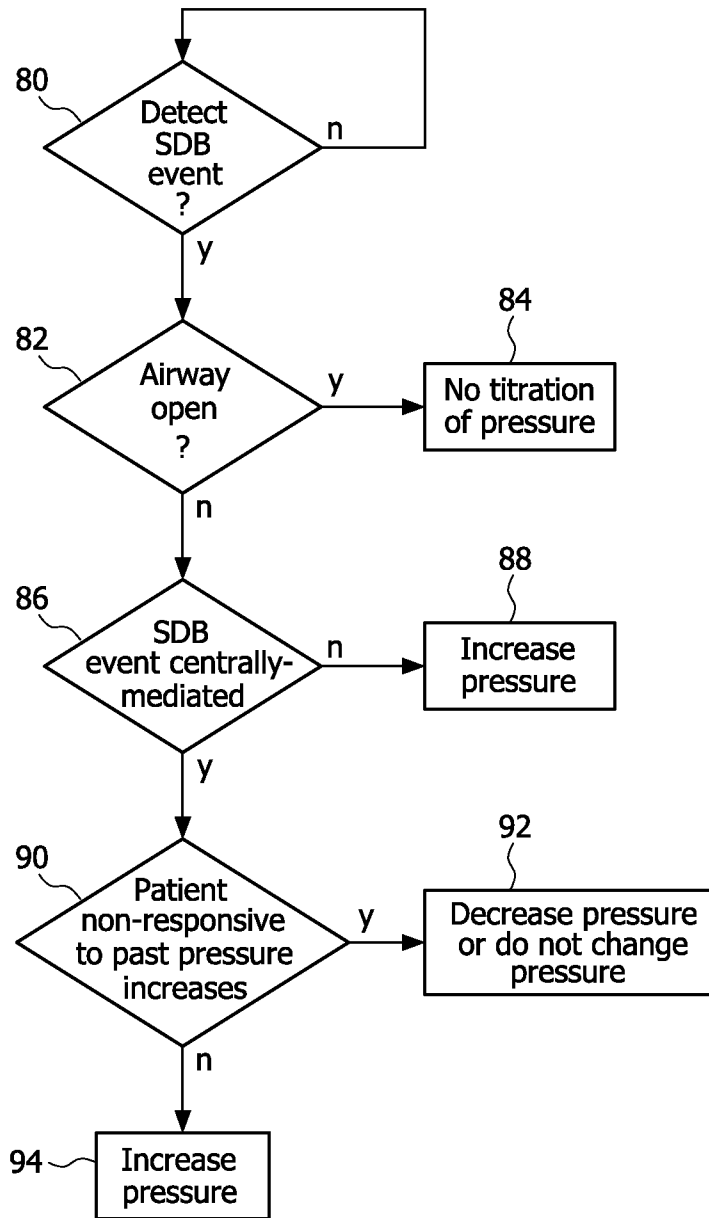 80
Detect
SDB
event
?
n
y
82
Airway
open
?
y
84
No titration
of pressure
n
86
SDB
event centrally-
mediated
n
88
Increase
pressure
y
90
Patient
non-responsive
to past pressure
increases
y
92
Decrease pressure
or do not change
pressure
n
94
Increase
pressure